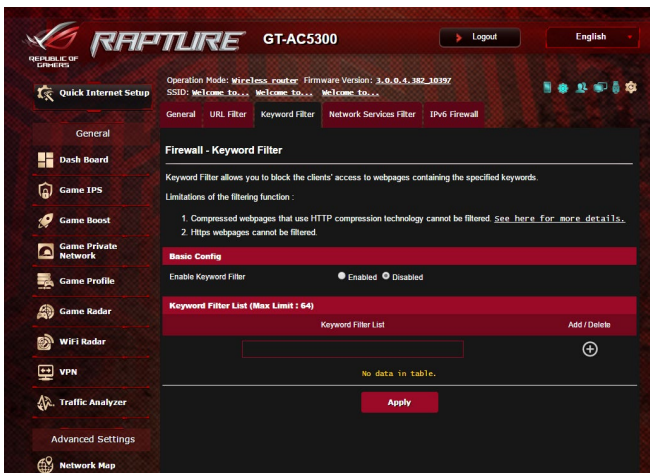 REPUBLIC OF
GAMERS
RAPTURE
GT-AC5300
Logout
English
Quick Internet Setup
Operation Mode: Wireless router Firmware Version: 3.0.0.4.382_10397
SSID: Welcome to... Welcome to... Welcome to...
General URL Filter Keyword Filter Network Services Filter IPv6 Firewall
General
Dash Board
Game IPS
Game Boost
Game Private
Network
Game Profile
Game Radar
WiFi Radar
VPN
Traffic Analyzer
Advanced Settings
Network Map
Firewall - Keyword Filter
Keyword Filter allows you to block the clients' access to webpages containing the specified keywords.
Limitations of the filtering function :
1. Compressed webpages that use HTTP compression technology cannot be filtered. See here for more details.
2. Https webpages cannot be filtered.
Basic Config
Enable Keyword Filter Enabled Disabled
Keyword Filter List (Max Limit : 64)
Keyword Filter List Add / Delete
No data in table.
Apply